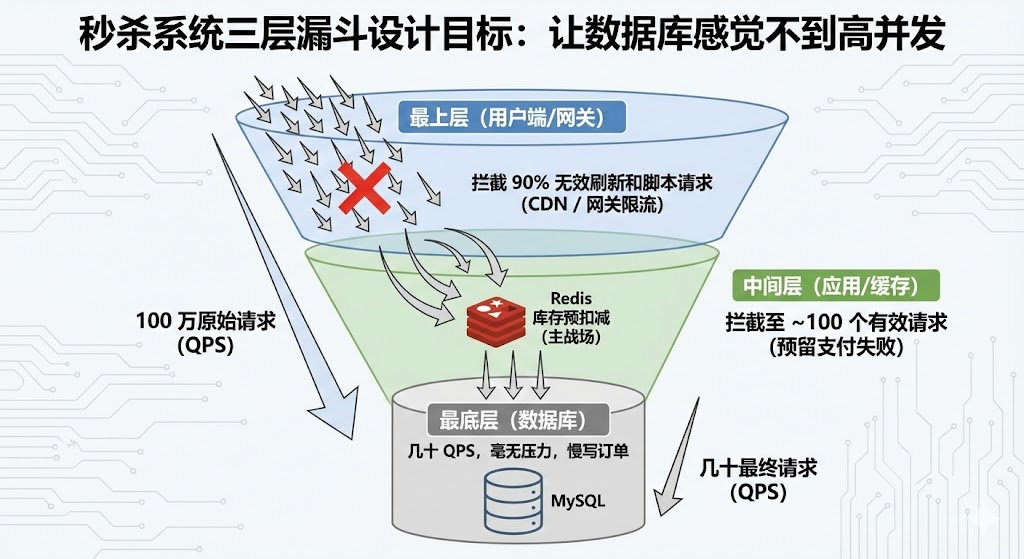 秒杀系统三层漏斗设计目标：让数据库感觉不到高并发
最上层（用户端/网关）
拦截 90% 无效刷新和脚本请求
（CDN / 网关限流）
100 万原始请求
（QPS）
Redis
库存预扣减
（主战场）
中间层（应用/缓存）
拦截至 ~100 个有效请求
（预留支付失败）
最底层（数据库）
几十 QPS，毫无压力，慢写订单
MySQL
几十最终请求
（QPS）